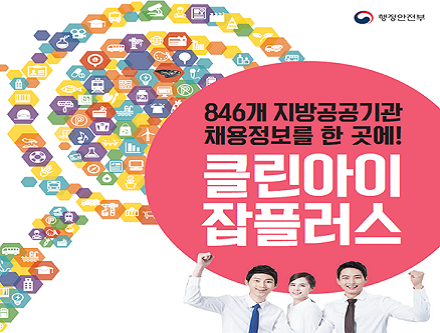 행정안전부
846개 지방공공기관
채용정보를 한 곳에!
클린아이
잡플러스